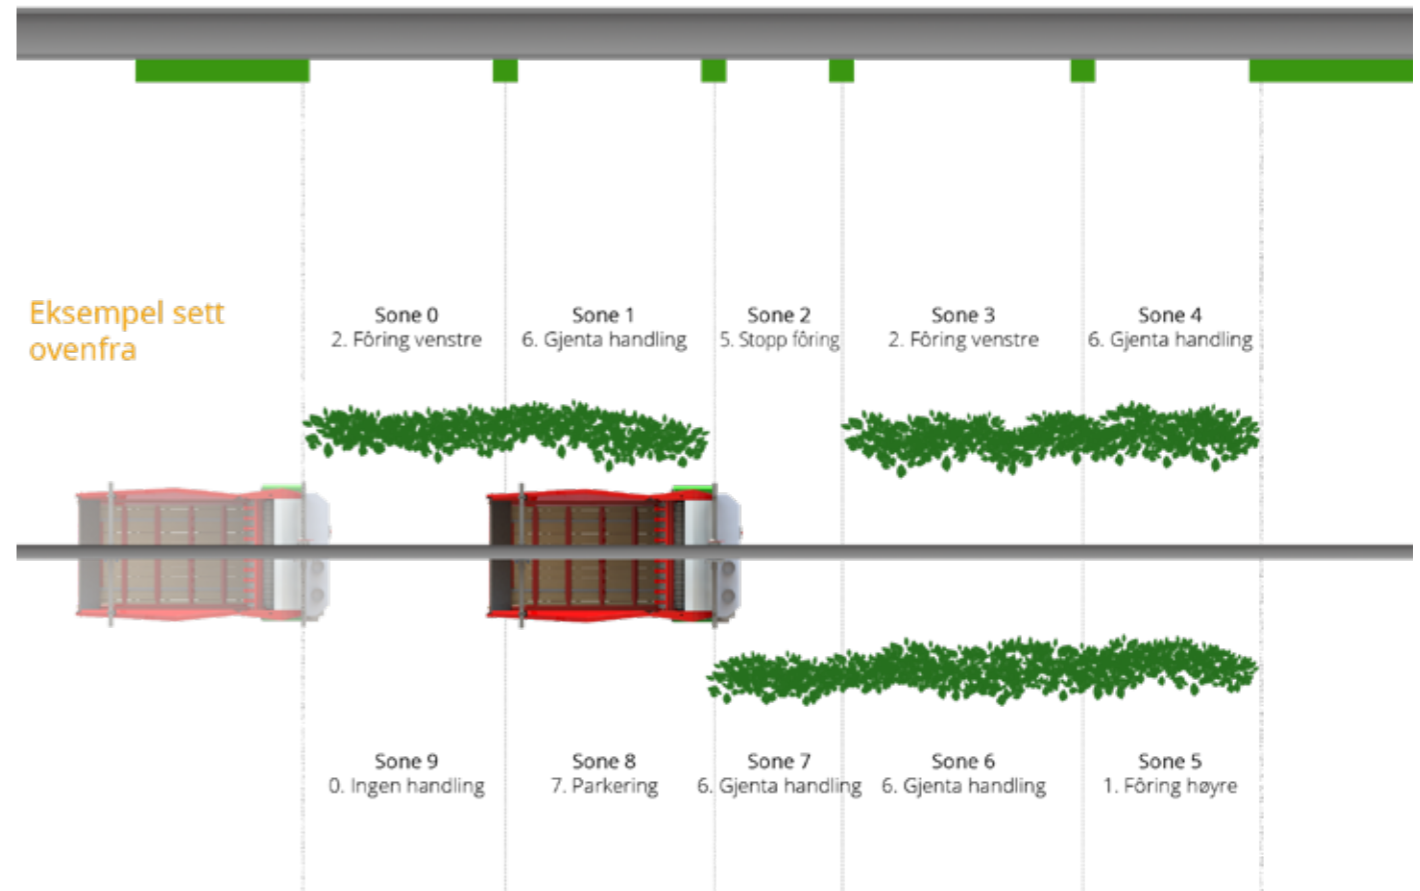 Eksempel sett
ovenfra
Sone 0
2. Fôring venstre
Sone 1
6. Gjenta handling
Sone 2
5. Stopp fôring
Sone 3
2. Fôring venstre
Sone 4
6. Gjenta handling
Sone 9
0. Ingen handling
Sone 8
7. Parkering
Sone 7
6. Gjenta handling
Sone 6
6. Gjenta handling
Sone 5
1. Fôring høyre